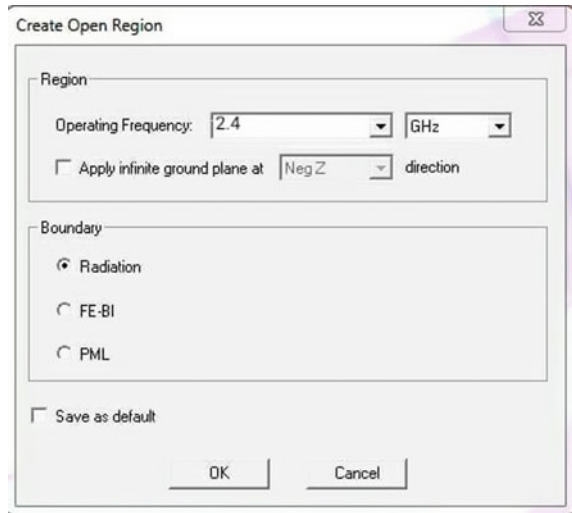 Create Open Region
Region
Operating Frequency: 2.4 GHz
Apply infinite ground plane at Neg Z direction
Boundary
Radiation
FE-BI
PML
Save as default
OK Cancel